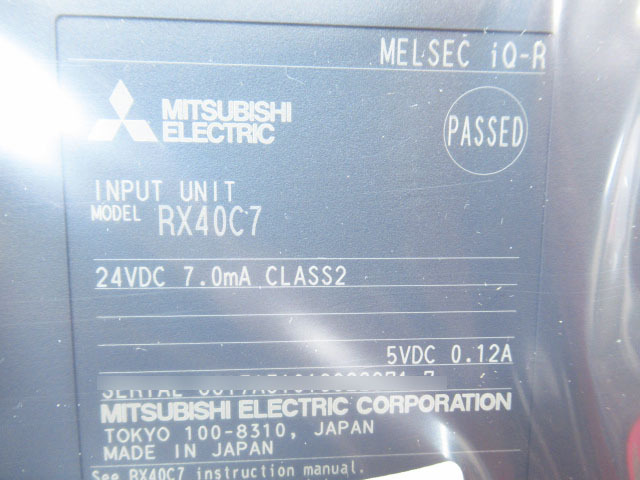 MELSEC iQ-R
MITSUBISHI
ELECTRIC
PASSED
INPUT UNIT
MODEL RX40C7
24VDC 7.0mA CLASS2
5VDC 0.12A
SERIAL
MITSUBISHI ELECTRIC CORPORATION
TOKYO 100-8310, JAPAN
MADE IN JAPAN
See RX40C7 instruction manual.